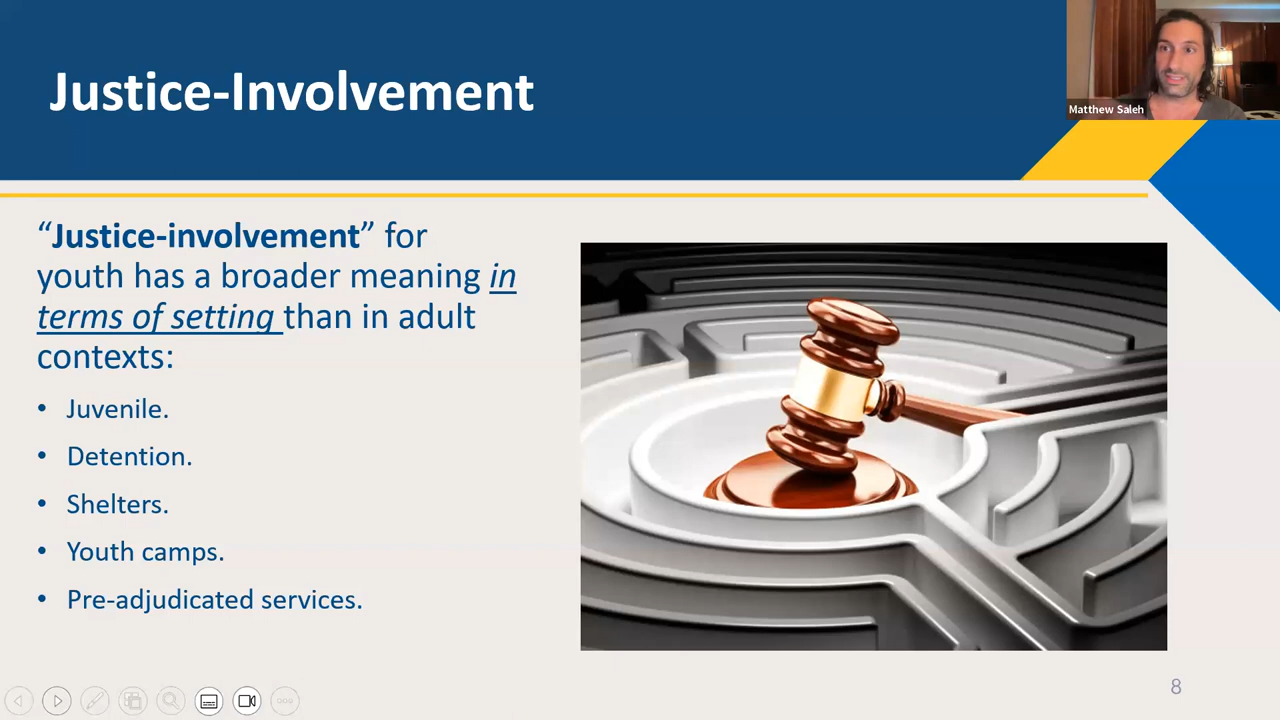 Justice-Involvement
Matthew Saleh
“Justice-involvement” for
youth has a broader meaning in
terms of setting than in adult
contexts:
• Juvenile.
• Detention.
• Shelters.
• Youth camps.
• Pre-adjudicated services.
8